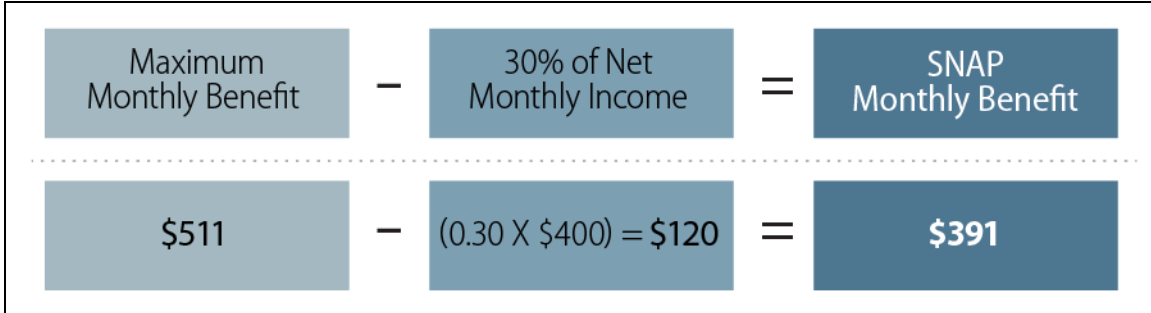 Maximum
Monthly Benefit
–
30% of Net
Monthly Income
=
SNAP
Monthly Benefit
$511
–
(0.30 X $400) = $120
=
$391